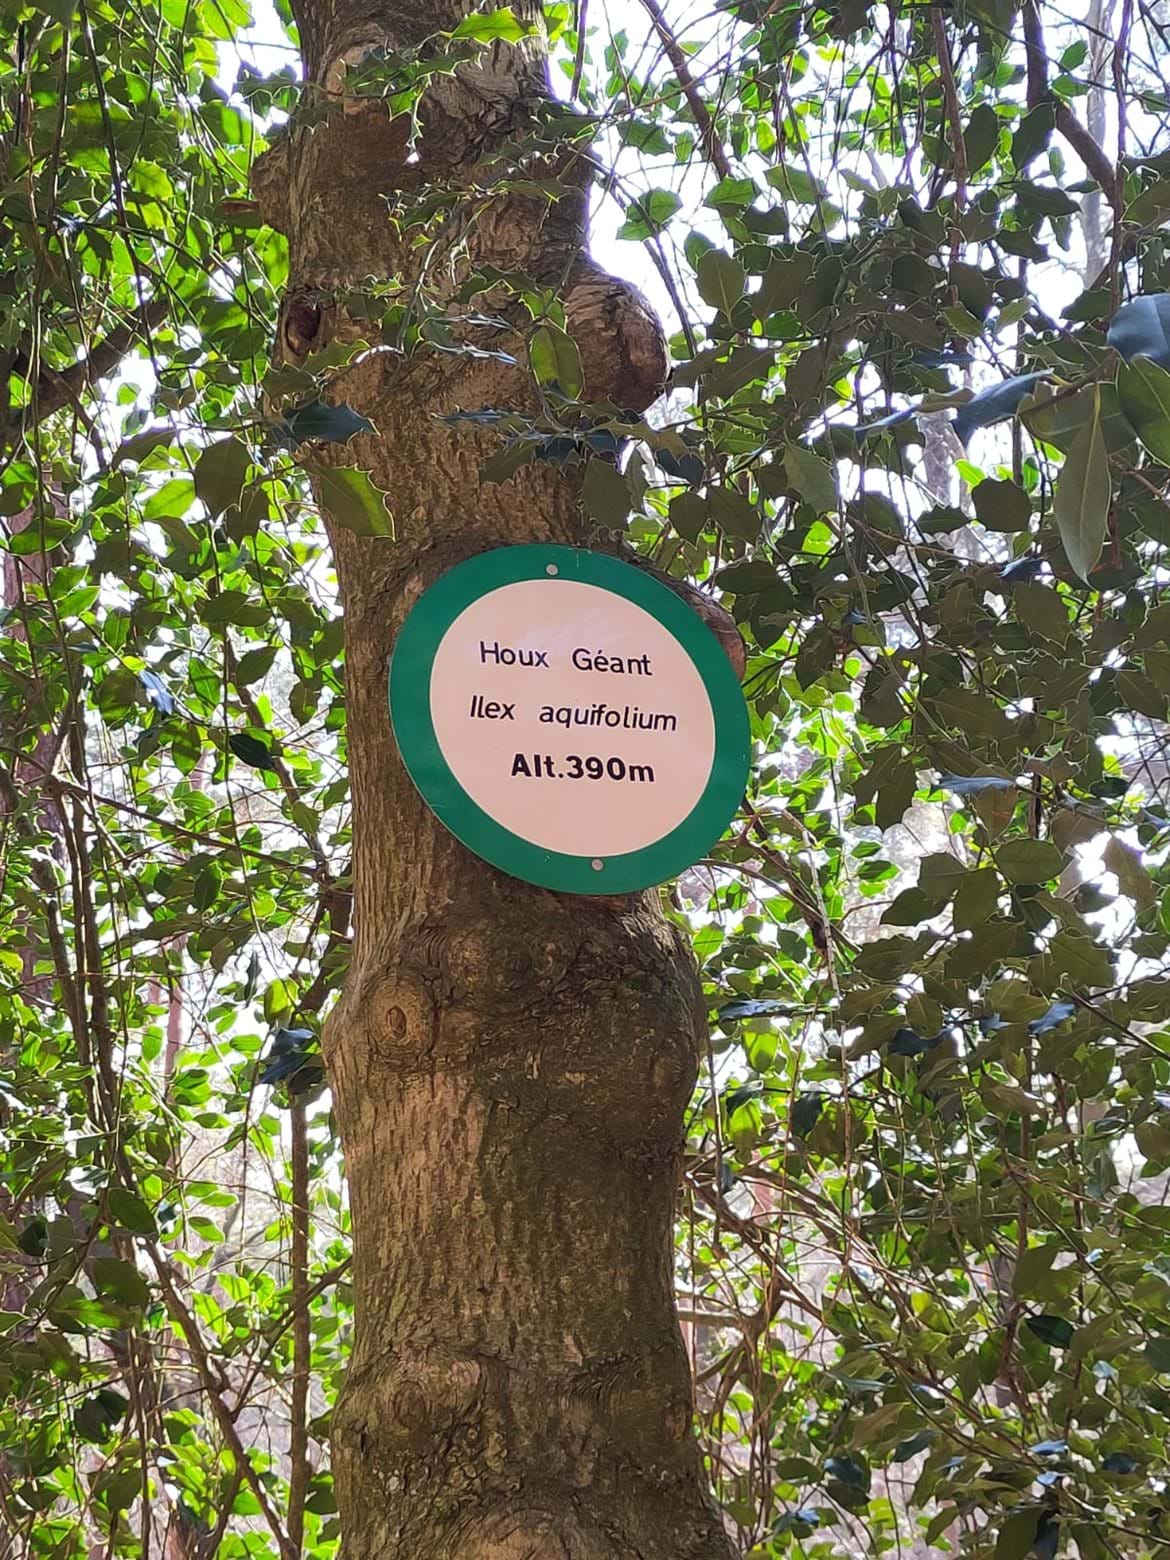 Houx Géant
Ilex aquifolium
Alt.390m